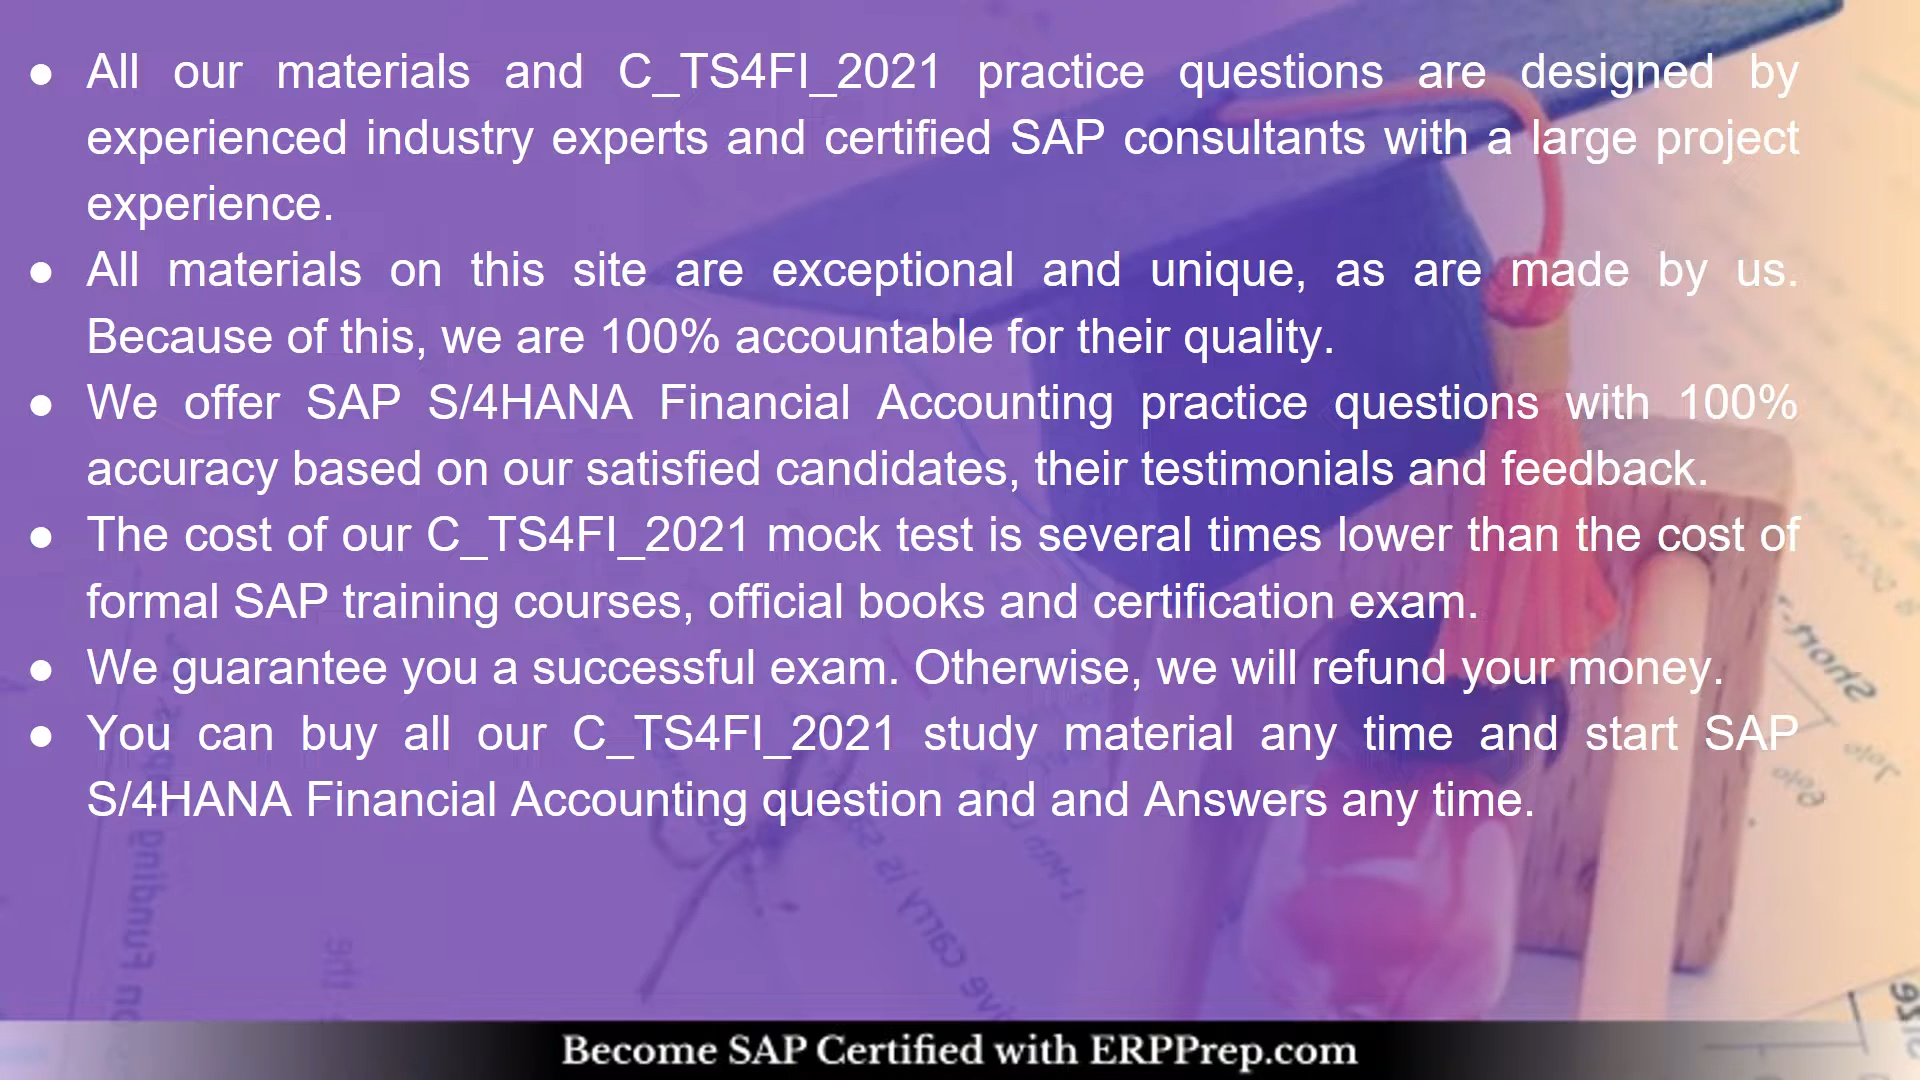 ● All our materials and C_TS4FI_2021 practice questions are designed by
experienced industry experts and certified SAP consultants with a large project
experience.
● All materials on this site are exceptional and unique, as are made by us.
Because of this, we are 100% accountable for their quality.
● We offer SAP S/4HANA Financial Accounting practice questions with 100%
accuracy based on our satisfied candidates, their testimonials and feedback.
● The cost of our C_TS4FI_2021 mock test is several times lower than the cost of
formal SAP training courses, official books and certification exam.
● We guarantee you a successful exam. Otherwise, we will refund your money.
● You can buy all our C_TS4FI_2021 study material any time and start SAP
S/4HANA Financial Accounting question and and Answers any time.
Short-
Funding
the
Become SAP Certified with ERPPrep.com